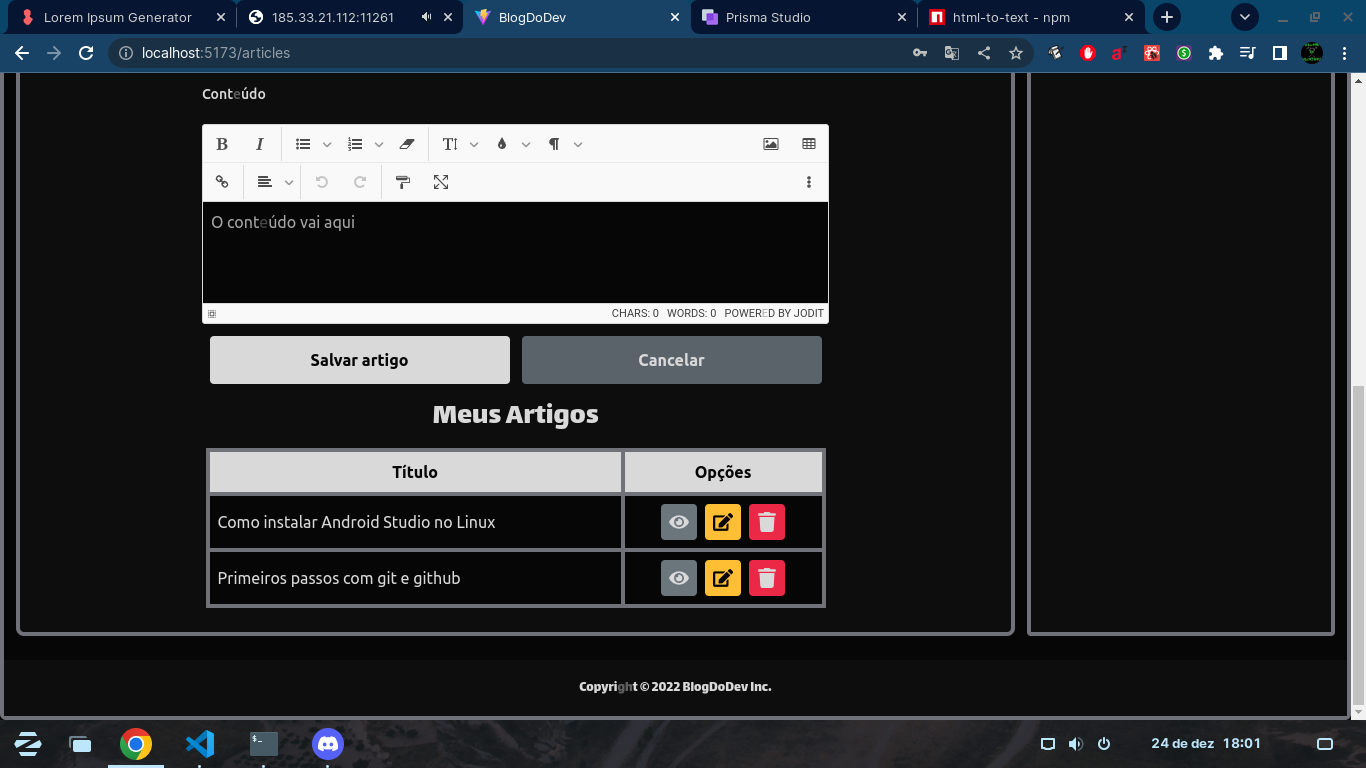 Lorem Ipsum Generator
185.33.21.112:11261
BlogDoDev
Prisma Studio
html-to-text - npm
localhost:5173/articles
Conteúdo
B I
O conteúdo vai aqui
CHARS: 0 WORDS: 0 POWERED BY JODIT
Salvar artigo
Cancelar
Meus Artigos
Título
Opções
Como instalar Android Studio no Linux
Primeiros passos com git e github
Copyright © 2022 BlogDoDev Inc.
24 de dez 18:01